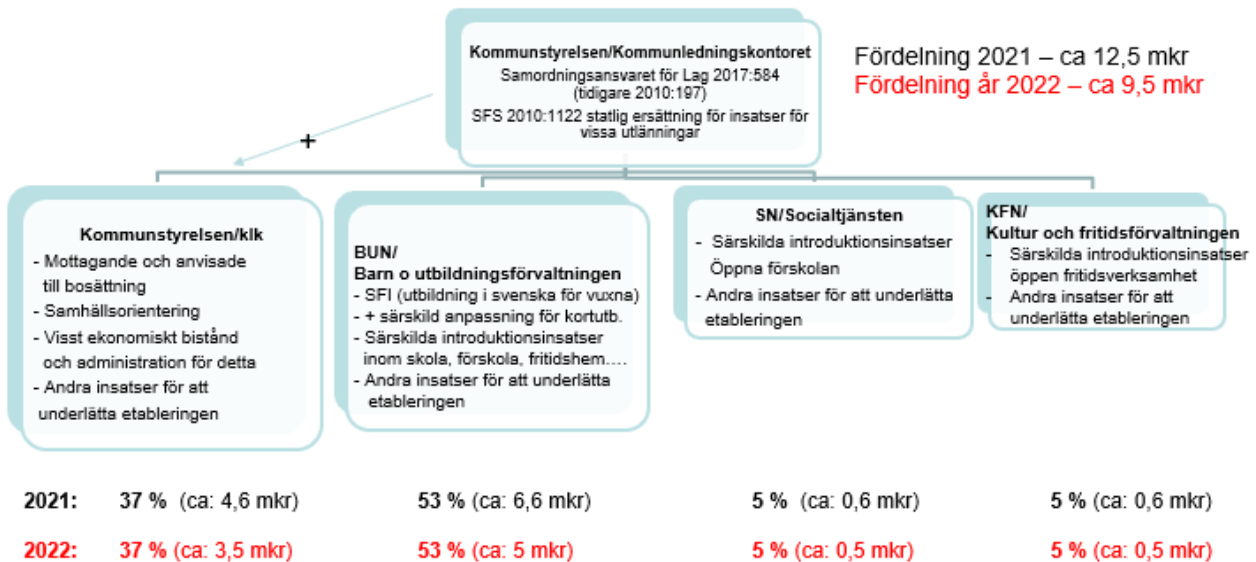 Kommunstyrelsen/Kommunledningskontoret
Samordningsansvaret för Lag 2017:584
(tidigare 2010:197)
SFS 2010:1122 statlig ersättning för insatser för
vissa utlänningar
Fördelning 2021 – ca 12,5 mkr
Fördelning år 2022 – ca 9,5 mkr
+
Kommunstyrelsen/klk
- Mottagande och anvisade
till bosättning
- Samhällsorientering
- Visst ekonomiskt bistånd
och administration för detta
- Andra insatser för att
underlätta etableringen
BUN/
Barn o utbildningsförvaltningen
- SFI (utbildning i svenska för vuxna)
- + särskild anpassning för kortutb.
- Särskilda introduktionsinsatser
inom skola, förskola, fritidshem….
- Andra insatser för att underlätta
etableringen
SN/Socialtjänsten
- Särskilda introduktionsinsatser
Öppna förskolan
- Andra insatser för att underlätta
etableringen
KFN/
Kultur och fritidsförvaltningen
- Särskilda introduktionsinsatser
öppen fritidsverksamhet
- Andra insatser för att
underlätta etableringen
2021: 37 % (ca: 4,6 mkr) 53 % (ca: 6,6 mkr) 5 % (ca: 0,6 mkr) 5 % (ca: 0,6 mkr)
2022: 37 % (ca: 3,5 mkr) 53 % (ca: 5 mkr) 5 % (ca: 0,5 mkr) 5 % (ca: 0,5 mkr)